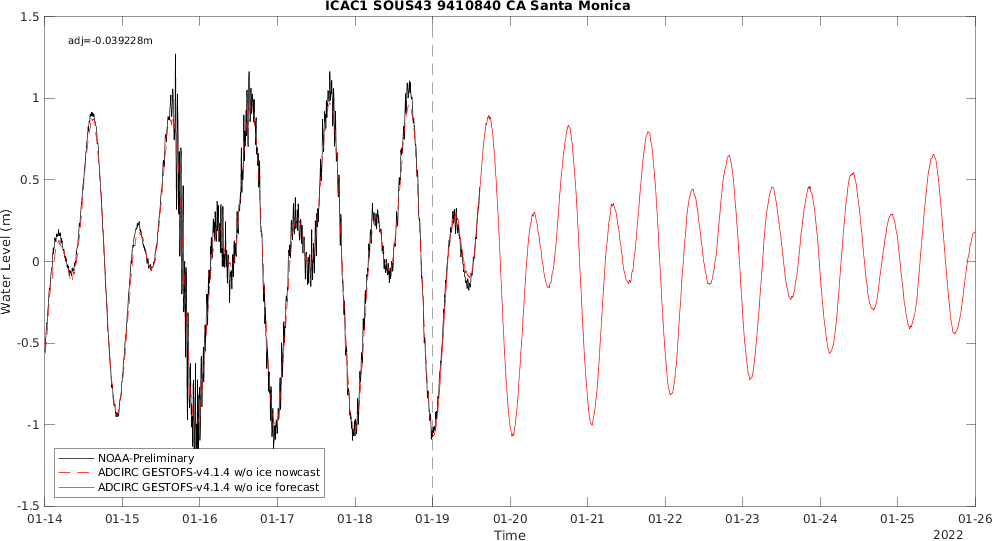 ICAC1 SOUS43 9410840 CA Santa Monica
adj=-0.039228m
1.5
1
0.5
0
-0.5
-1
-1.5
Water Level (m)
NOAA-Preliminary
ADCIRC GESTOFS-v4.1.4 w/o ice nowcast
ADCIRC GESTOFS-v4.1.4 w/o ice forecast
01-14 01-15 01-16 01-17 01-18 01-19 01-20 01-21 01-22 01-23 01-24 01-25 01-26
Time
2022